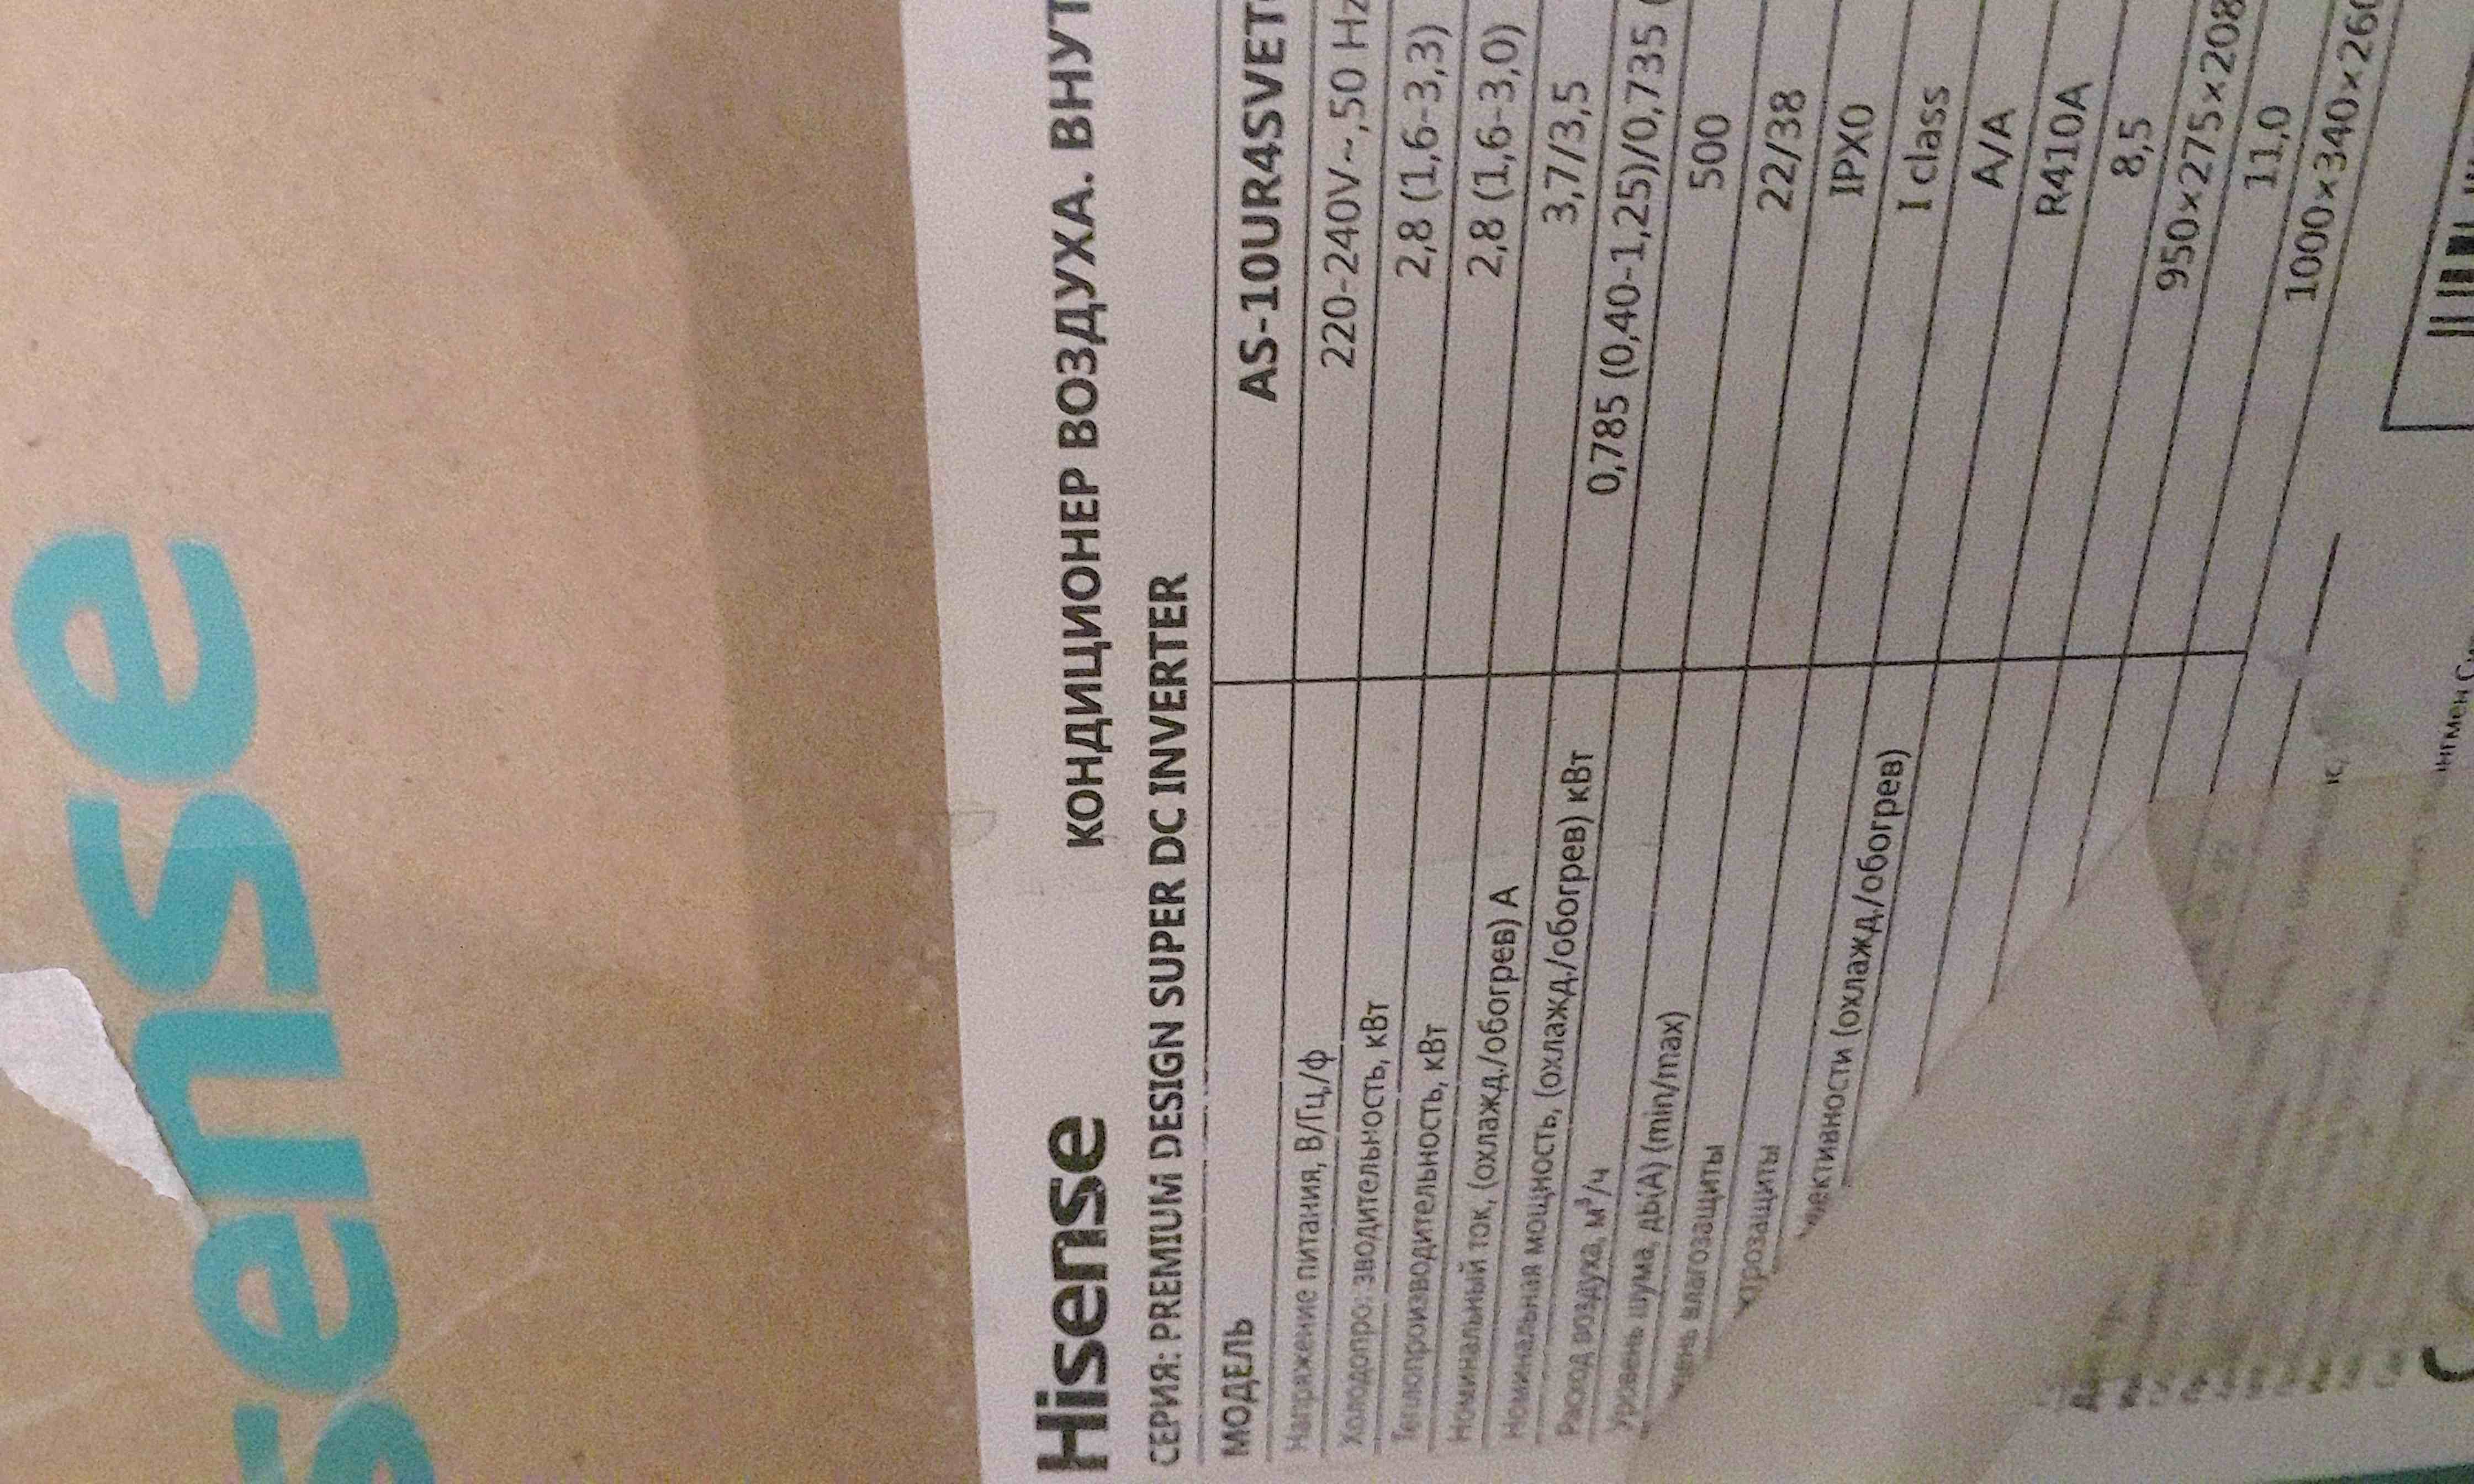 sense
Hisense КОНДИЦИОНЕР ВОЗДУХА. ВНУТ
СЕРИЯ: PREMIUM DESIGN SUPER DC INVERTER
МОДЕЛЬ AS-10UR4SVET
Напряжение питания, В/Гц/ф 220-240V~,50 Hz
Холодопроизводительность, кВт 2,8 (1,6-3,3)
Теплопроизводительность, кВт 2,8 (1,6-3,0)
Номинальный ток, (охлажд./обогрев) А 3,7/3,5
Номинальная мощность, (охлажд./обогрев) кВт 0,785 (0,40-1,25)/0,735 (
Расход воздуха, м³/ч 500
Уровень шума, дБ(А) (min/max) 22/38
пень влагозащиты IPX0
ктрозащиты I class
фективности (охлажд./обогрев) A/A
R410A
8,5
950×275×208
11,0
1000×340×260